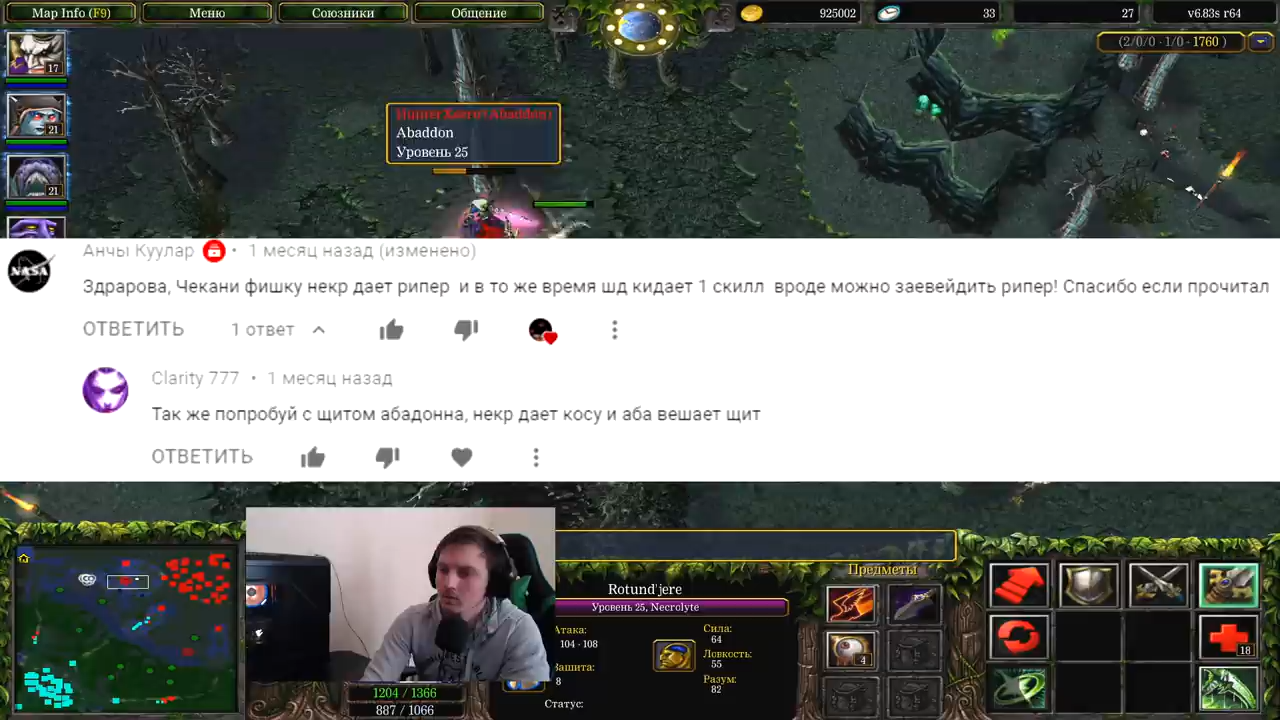 Map Info (F9)
Меню
Союзники
Общение
925002
33
27
v6.83s r64
(2/0/0 - 1/0 - 1760 )
17
21
21
Abaddon
Уровень 25
NASA
Анчы Куулар • 1 месяц назад (изменено)
Здрарова, Чекани фишку некр дает рипер и в то же время шд кидает 1 скилл вроде можно заевейдить рипер! Спасибо если прочитал
ОТВЕТИТЬ 1 ответ
Clarity 777 • 1 месяц назад
Так же попробуй с щитом абадонна, некр дает косу и аба вешает щит
ОТВЕТИТЬ
Предметы
Rotund'jere
Уровень 25, Necrolyte
Атака:
104 - 108
Защита:
8
Статус:
Сила:
64
Ловкость:
55
Разум:
82
4
18
1204 / 1366
887 / 1066